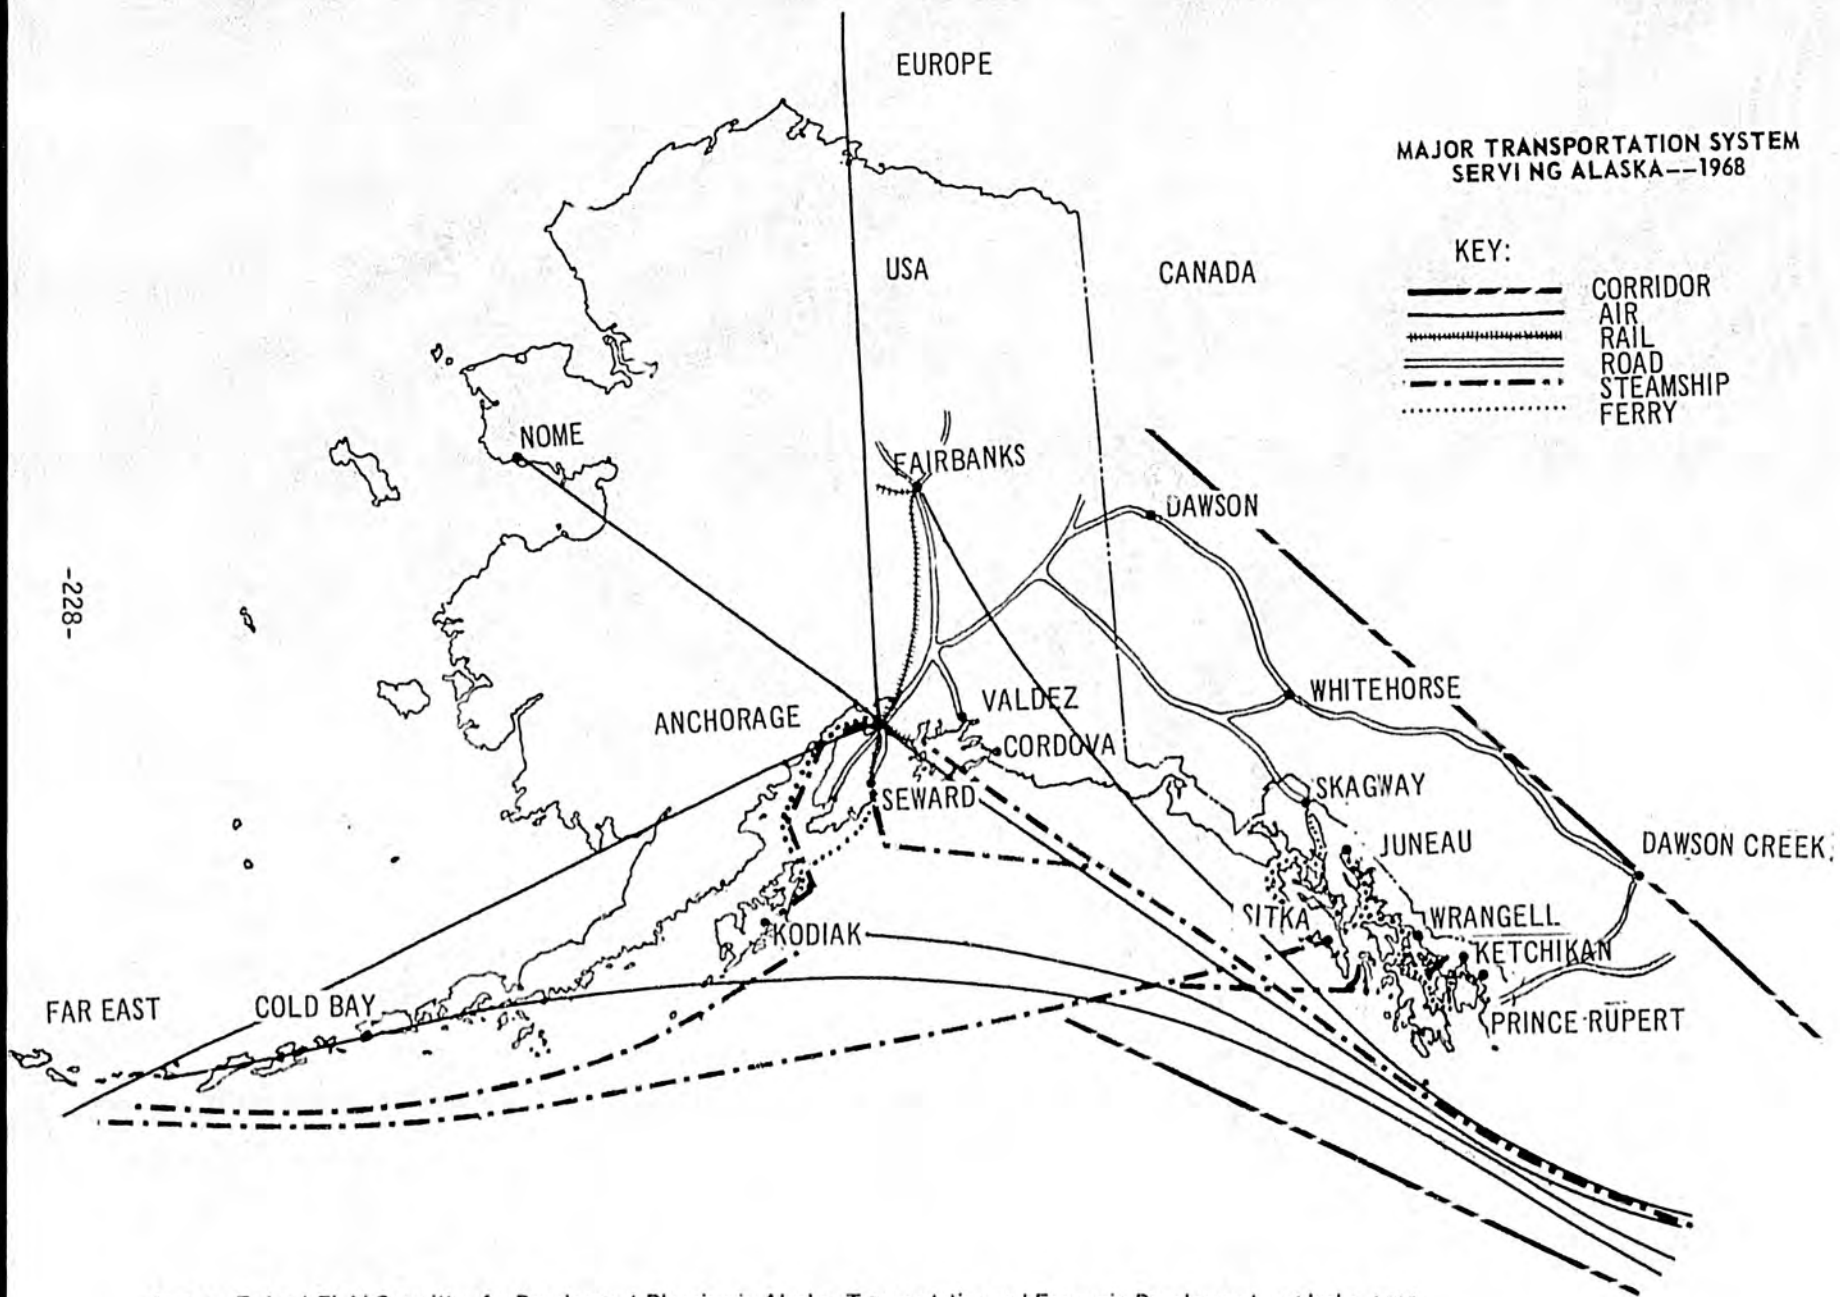 EUROPE
MAJOR TRANSPORTATION SYSTEM
SERVING ALASKA--1968
KEY:
CORRIDOR
AIR
RAIL
ROAD
STEAMSHIP
FERRY
USA
CANADA
NOME
FAIRBANKS
DAWSON
-228-
ANCHORAGE
VALDEZ
CORDOVA
WHITEHORSE
SEWARD
SKAGWAY
JUNEAU
DAWSON CREEK
SITKA
WRANGELL
KODIAK
KETCHIKAN
FAR EAST
COLD BAY
PRINCE RUPERT